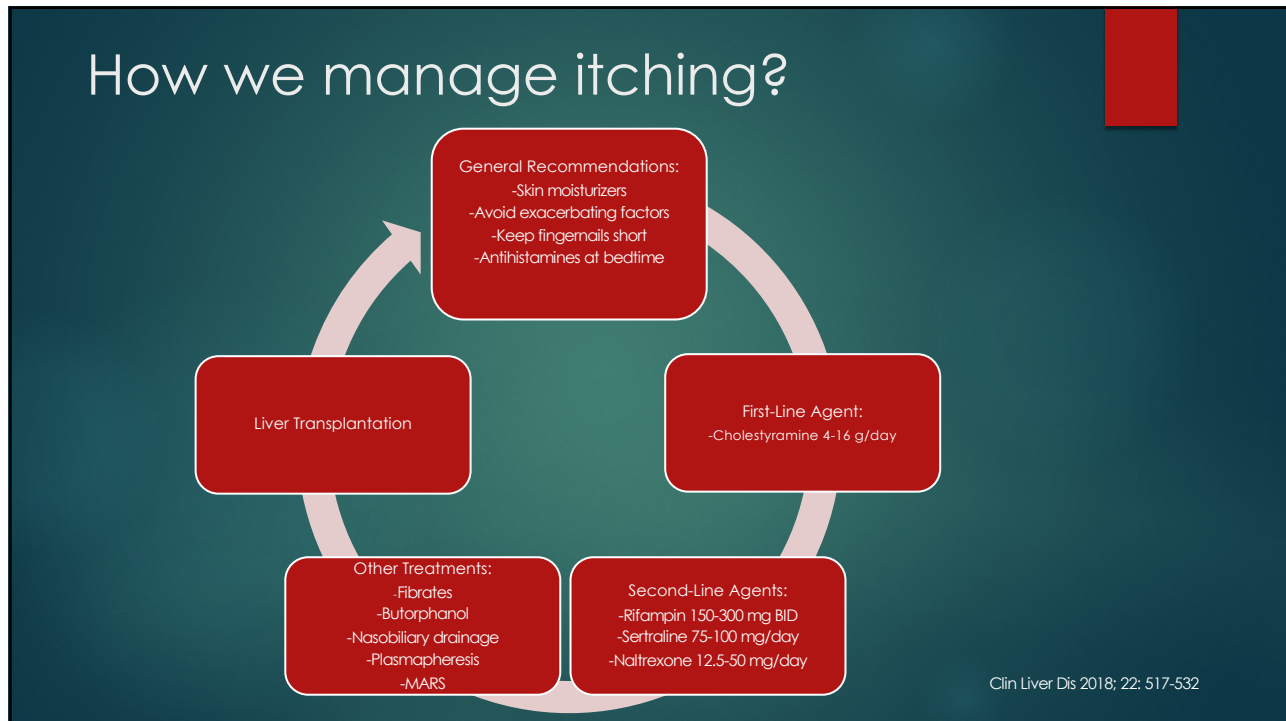 How we manage itching?
General Recommendations:
-Skin moisturizers
-Avoid exacerbating factors
-Keep fingernails short
-Antihistamines at bedtime
First-Line Agent:
-Cholestyramine 4-16 g/day
Second-Line Agents:
-Rifampin 150-300 mg BID
-Sertraline 75-100 mg/day
-Naltrexone 12.5-50 mg/day
Other Treatments:
-Fibrates
-Butorphanol
-Nasobiliary drainage
-Plasmapheresis
-MARS
Liver Transplantation
Clin Liver Dis 2018; 22: 517-532